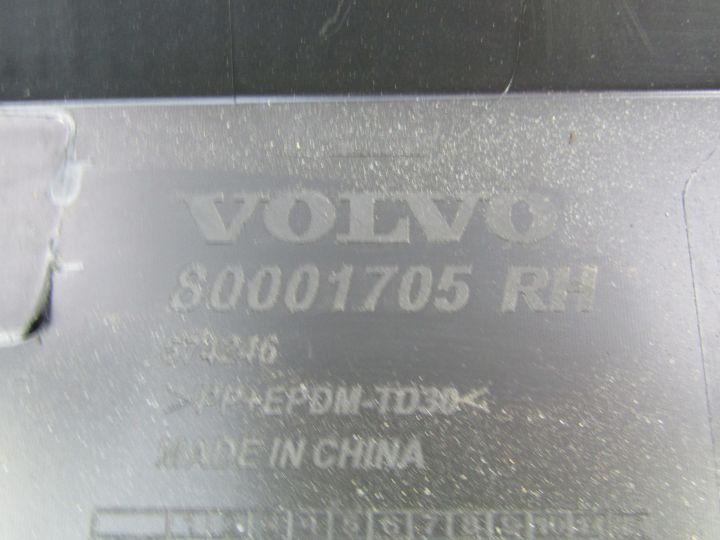 VOLVO
80001705 RH
>PP+EPDM-TD30<
MADE IN CHINA